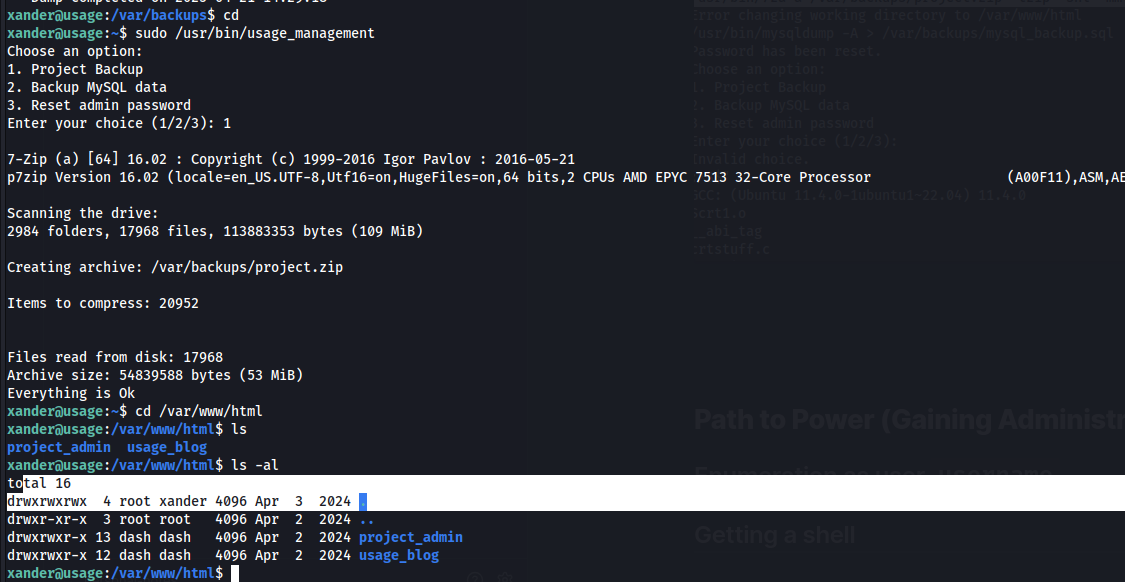 Dump completed on 2026-04-21 14:29:18
xander@usage:/var/backups$ cd
xander@usage:~$ sudo /usr/bin/usage_management
Choose an option:
1. Project Backup
2. Backup MySQL data
3. Reset admin password
Enter your choice (1/2/3): 1
7-Zip (a) [64] 16.02 : Copyright (c) 1999-2016 Igor Pavlov : 2016-05-21
p7zip Version 16.02 (locale=en_US.UTF-8,Utf16=on,HugeFiles=on,64 bits,2 CPUs AMD EPYC 7513 32-Core Processor (A00F11),ASM,AE
Scanning the drive:
2984 folders, 17968 files, 113883353 bytes (109 MiB)
Creating archive: /var/backups/project.zip
Items to compress: 20952
Files read from disk: 17968
Archive size: 54839588 bytes (53 MiB)
Everything is Ok
xander@usage:~$ cd /var/www/html
xander@usage:/var/www/html$ ls
project_admin usage_blog
xander@usage:/var/www/html$ ls -al
total 16
drwxrwxrwx 4 root xander 4096 Apr 3 2024 .
drwxr-xr-x 3 root root 4096 Apr 2 2024 ..
drwxrwxr-x 13 dash dash 4096 Apr 2 2024 project_admin
drwxrwxr-x 12 dash dash 4096 Apr 2 2024 usage_blog
xander@usage:/var/www/html$
Error changing working directory to /var/www/html
/usr/bin/mysqldump -A > /var/backups/mysql_backup.sql
Password has been reset.
Choose an option:
1. Project Backup
2. Backup MySQL data
3. Reset admin password
Enter your choice (1/2/3):
Invalid choice.
GCC: (Ubuntu 11.4.0-1ubuntu1~22.04) 11.4.0
Scrt1.o
__abi_tag
crtstuff.c
Path to Power (Gaining Administr
Enumeration as user
Getting a shell